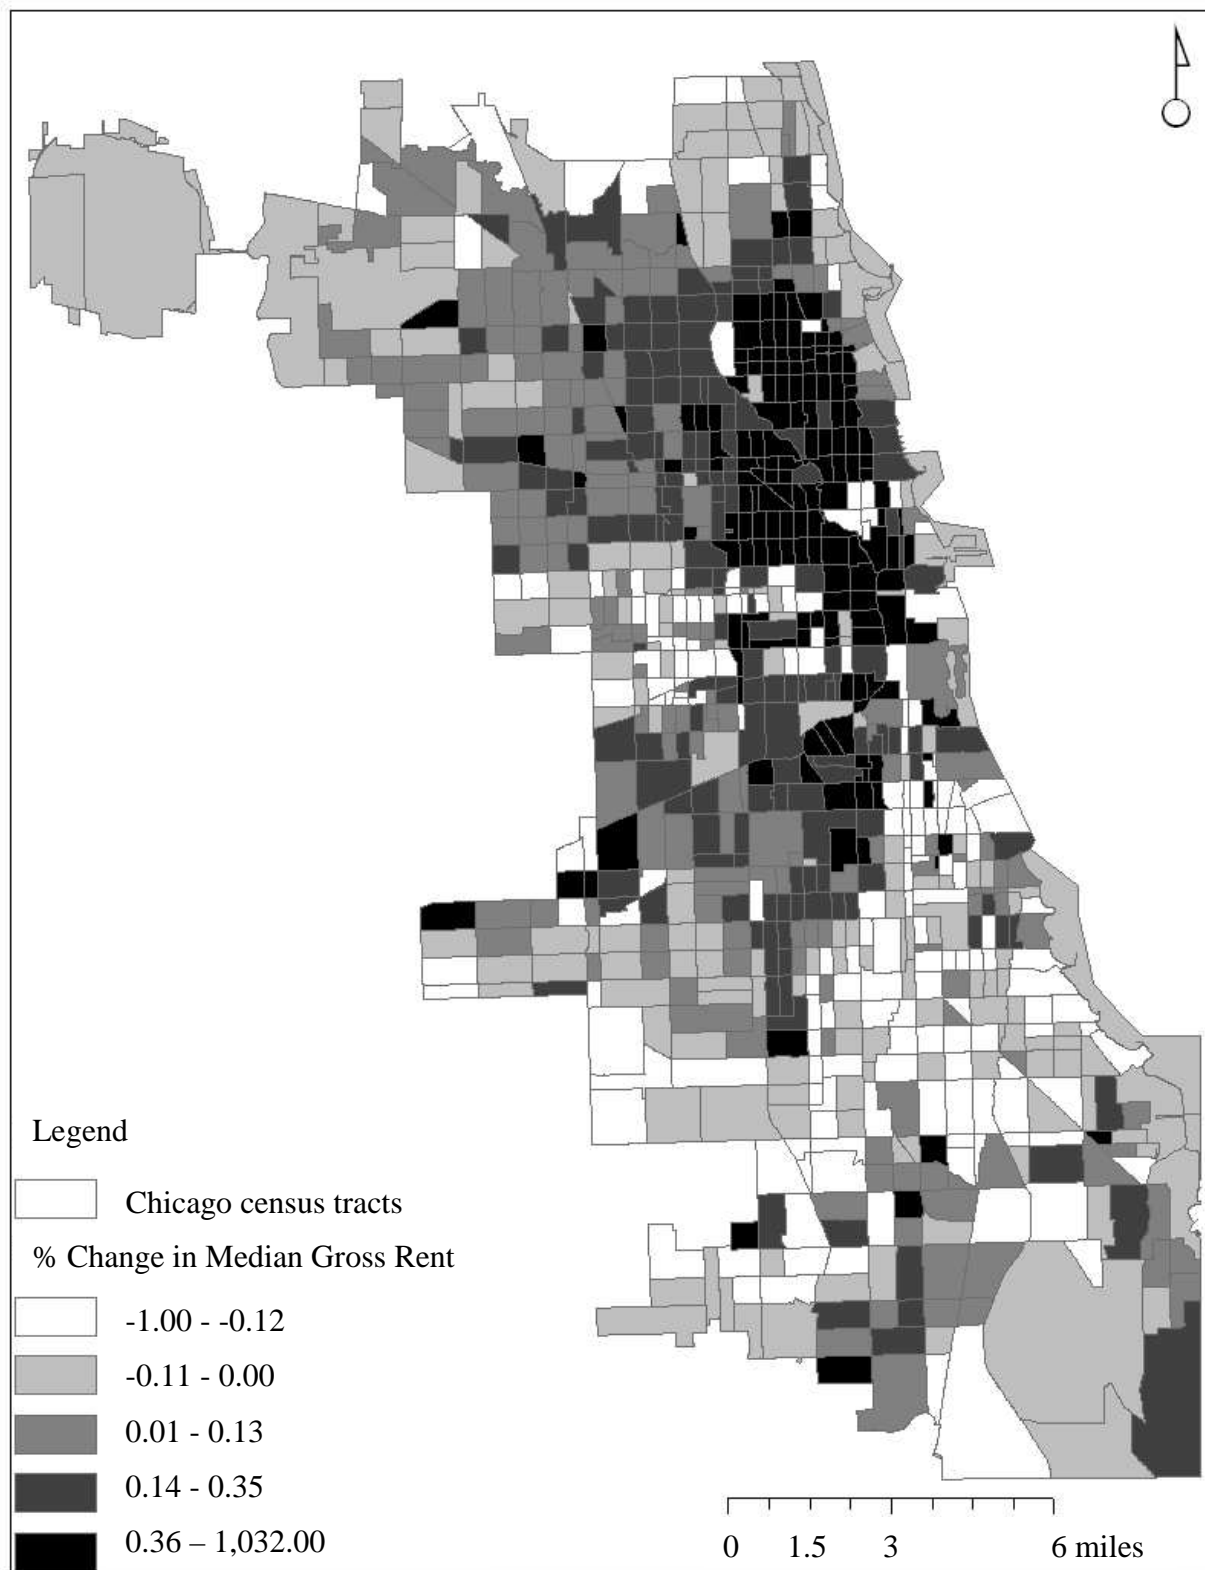 Legend
Chicago census tracts
% Change in Median Gross Rent
-1.00 - -0.12
-0.11 - 0.00
0.01 - 0.13
0.14 - 0.35
0.36 – 1,032.00
0 1.5 3 6 miles